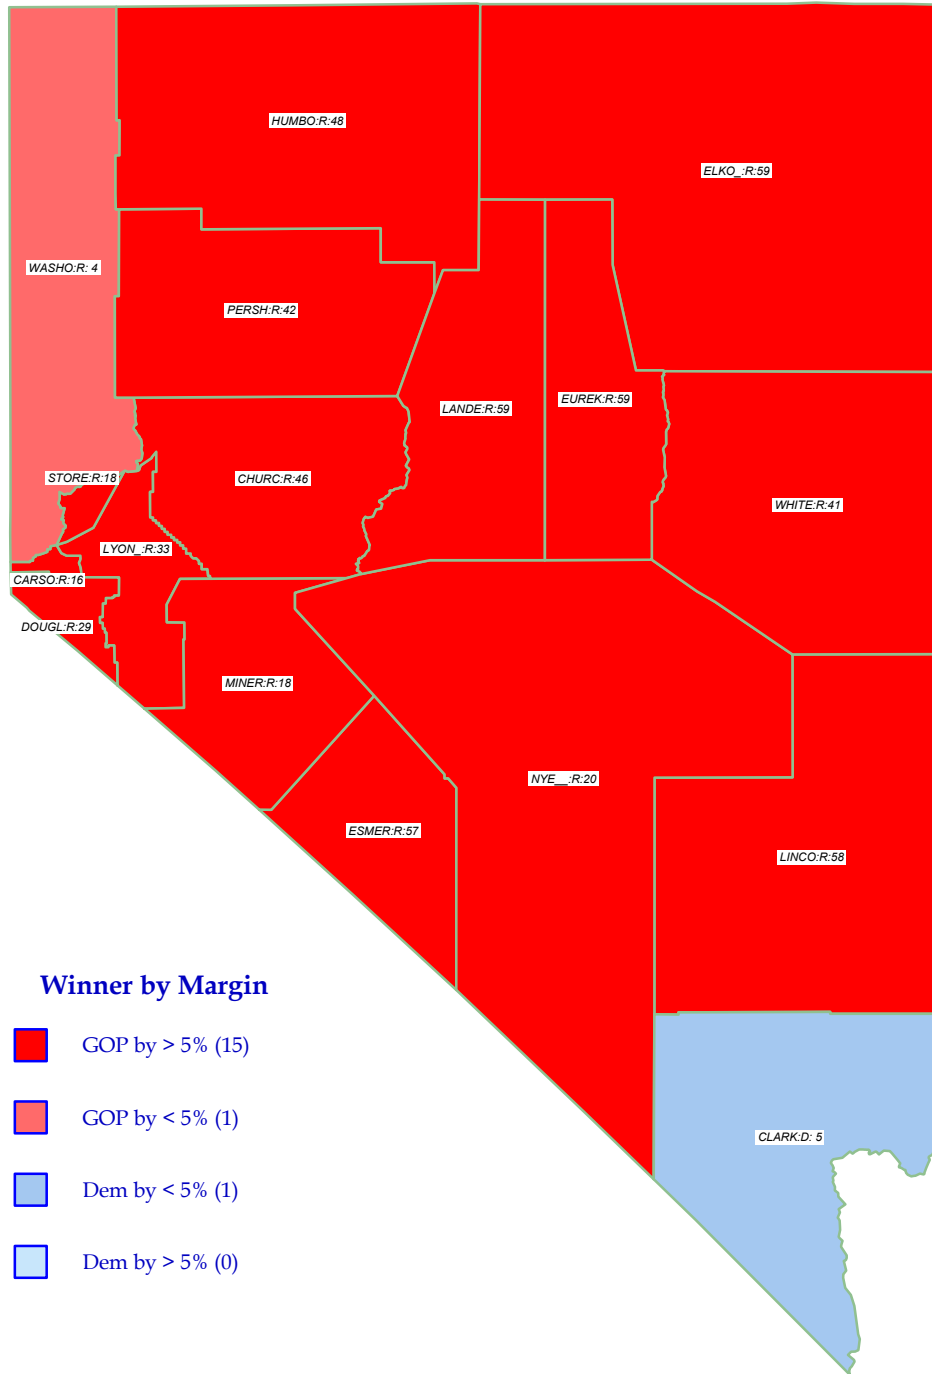 HUMBO:R:48
ELKO_:R:59
WASHO:R: 4
PERSH:R:42
EUREK:R:59
LANDE:R:59
STORE:R:18
CHURC:R:46
WHITE:R:41
LYON_:R:33
CARSO:R:16
DOUGL:R:29
MINER:R:18
NYE__:R:20
ESMER:R:57
LINCO:R:58
Winner by Margin
GOP by > 5% (15)
GOP by < 5% (1)
CLARK:D: 5
Dem by < 5% (1)
Dem by > 5% (0)